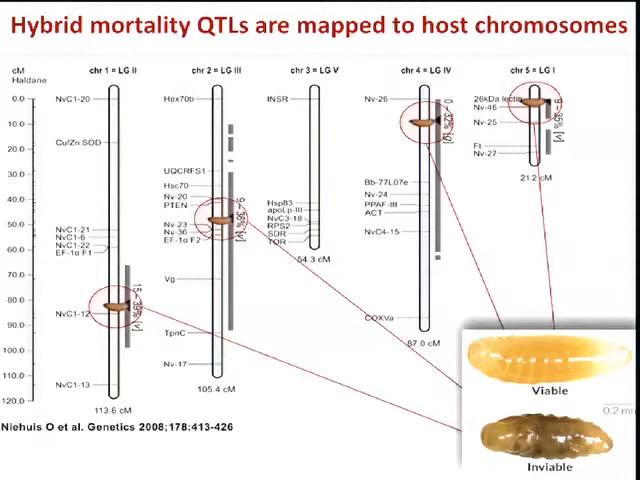 Hybrid mortality QTLs are mapped to host chromosomes
cM
Haldane
0.0
10.0
20.0
30.0
40.0
50.0
60.0
70.0
80.0
90.0
100.0
110.0
120.0
chr 1 = LG II
NvC1-20
Cu/Zn SOD
NvC1-21
NvC1-6
NvC1-22
EF-1α F1
NvC1-12
NvC1-13
113.6 cM
15–39% [v]
chr 2 = LG III
Hex70b
UQCRFS1
Hsc70
Nv-20
PTEN
Nv-23
Nv-36
EF-1α F2
Vg
TpnC
Nv-17
105.4 cM
9–36% [v]
chr 3 = LG V
INSR
Hsp83
apoLp-III
NvC3-18
RPS2
SDR
TOR
54.3 cM
chr 4 = LG IV
Nv-26
Bb-77L07e
Nv-24
PPAF-III
ACT
NvC4-15
COXVa
87.0 cM
chr 5 = LG I
26kDa lectin
Nv-46
Nv-25
FL
Nv-27
21.2 cM
Viable
0.2 m
Inviable
Niehuis O et al. Genetics 2008;178:413-426